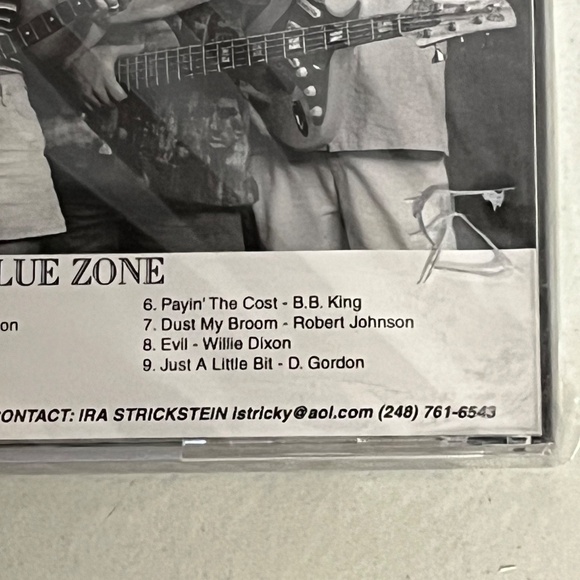 LUE ZONE
6. Payin' The Cost - B.B. King
on 7. Dust My Broom - Robert Johnson
8. Evil - Willie Dixon
9. Just A Little Bit - D. Gordon
ONTACT: IRA STRICKSTEIN istricky@aol.com (248) 761-6543